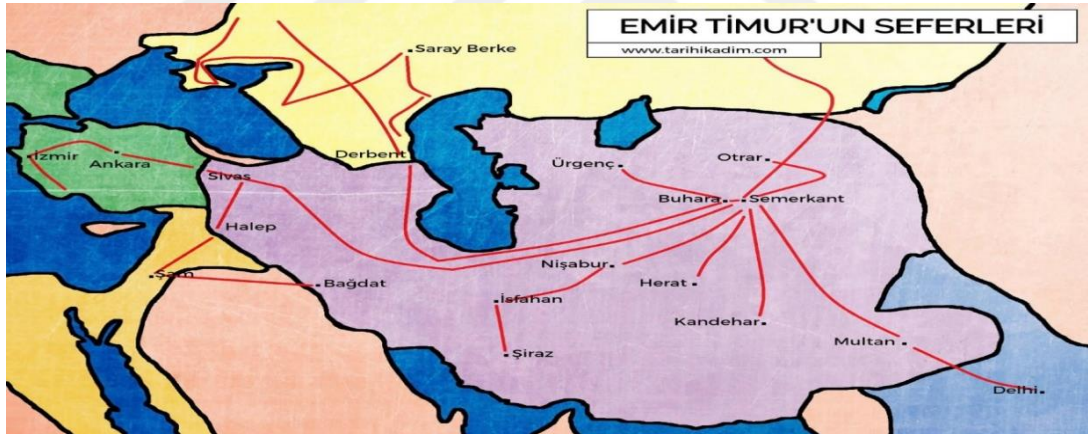 EMİR TİMUR'UN SEFERLERİ
www.tarihikadim.com
Saray Berke
İzmir
Ankara
Sivas
Derbent
Ürgenç
Otrar
Buhara
Semerkant
Halep
Şam
Bağdat
Nişabur
Herat
İsfahan
Kandehar
Şiraz
Multan
Delhi